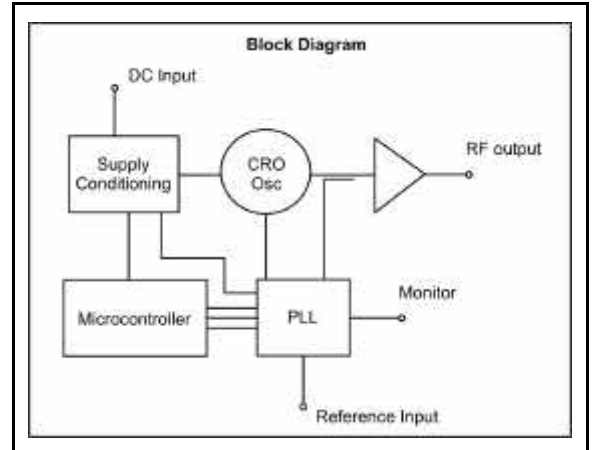 Block Diagram
DC Input
Supply
Conditioning
CRO
Osc
RF output
Microcontroller
PLL
Monitor
Reference Input